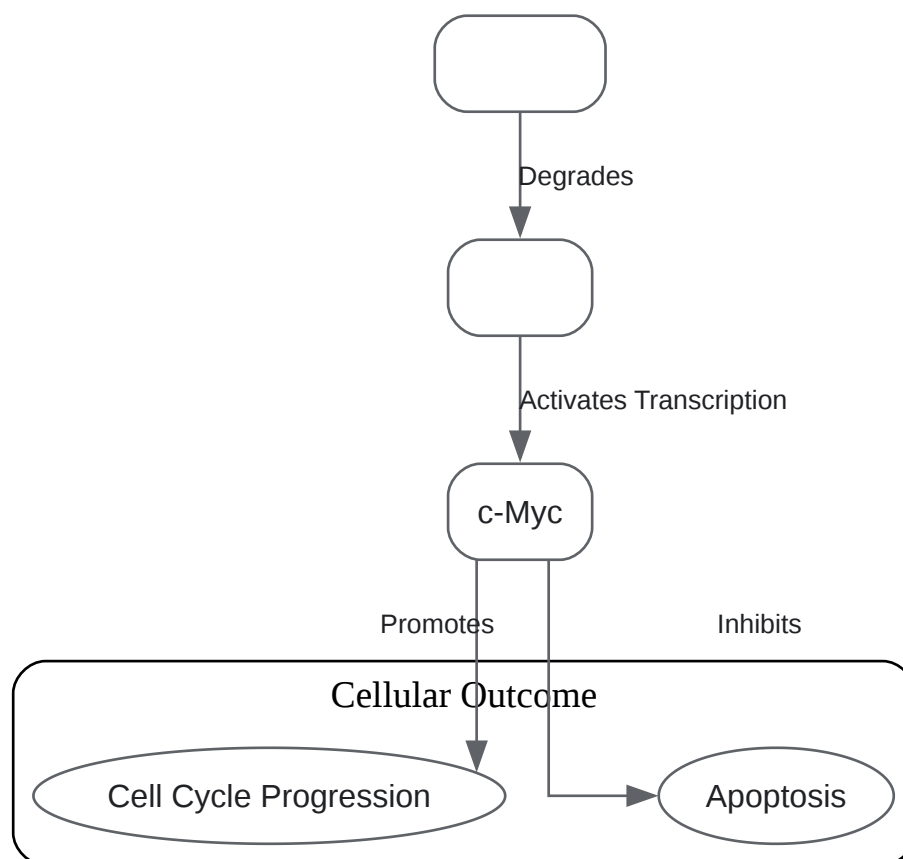 Degrades
Activates Transcription
c-Myc
Promotes
Inhibits
Cellular Outcome
Cell Cycle Progression
Apoptosis